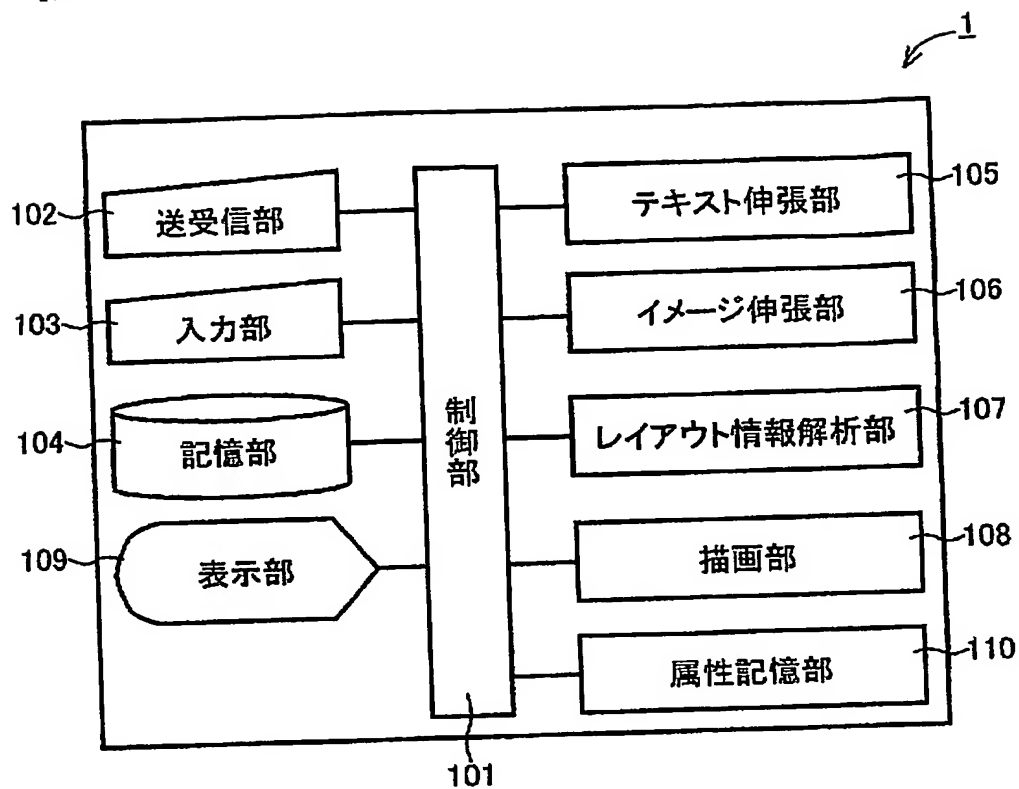 1
102
送受信部
103
入力部
104
記憶部
109
表示部
制御部
101
テキスト伸張部
105
イメージ伸張部
106
レイアウト情報解析部
107
描画部
108
属性記憶部
110